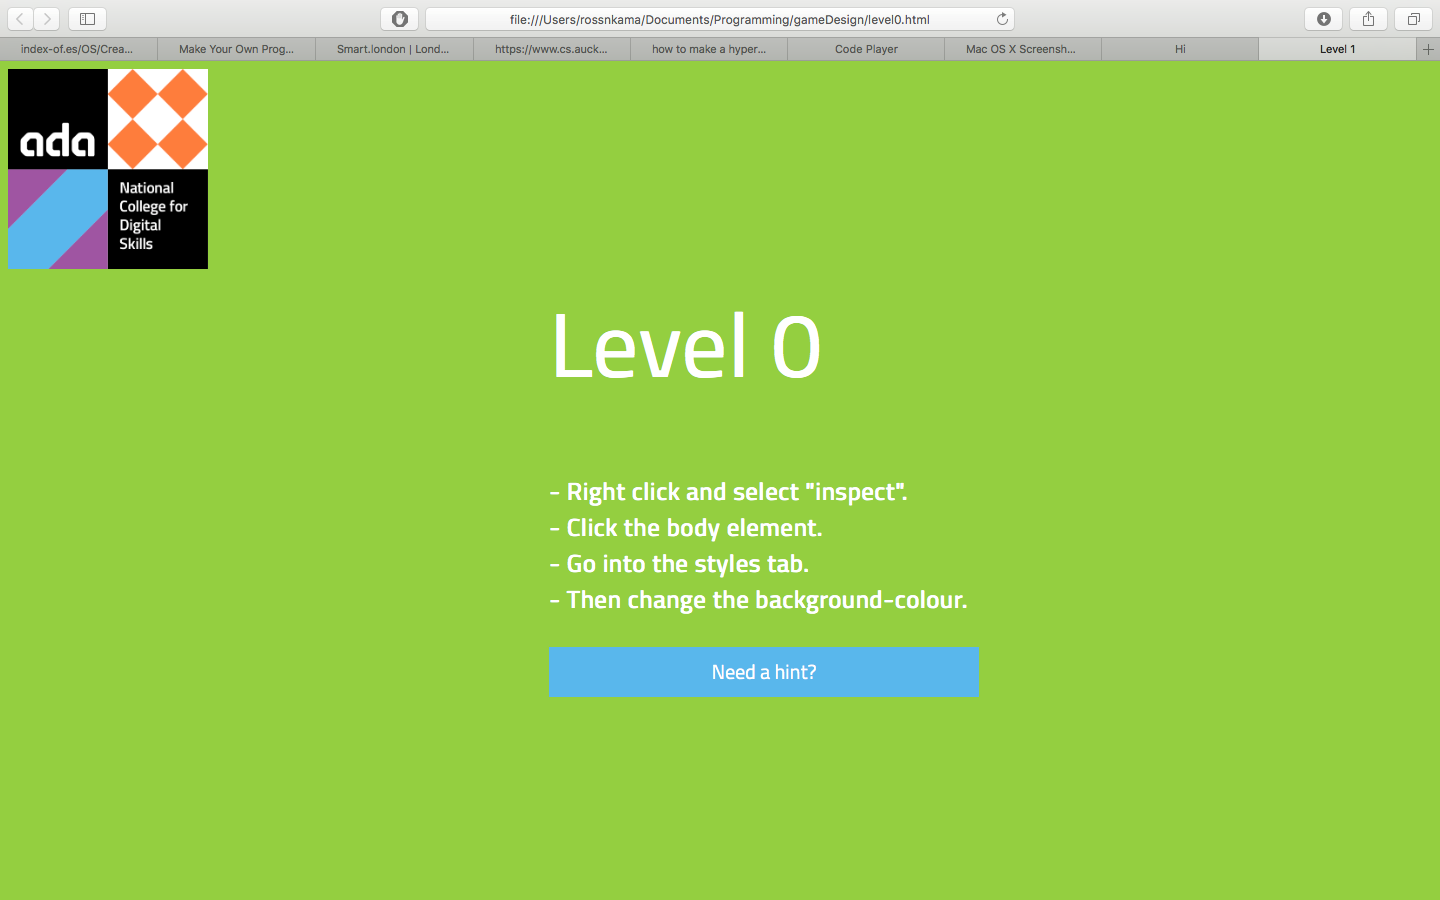 file:///Users/rossnkama/Documents/Programming/gameDesign/level0.html
index-of.es/OS/Crea...
Make Your Own Prog...
Smart.london | Lond...
https://www.cs.auck...
how to make a hyper...
Code Player
Mac OS X Screensh...
Hi
Level 1
ada
National
College for
Digital
Skills
Level 0
- Right click and select "inspect".
- Click the body element.
- Go into the styles tab.
- Then change the background-colour.
Need a hint?